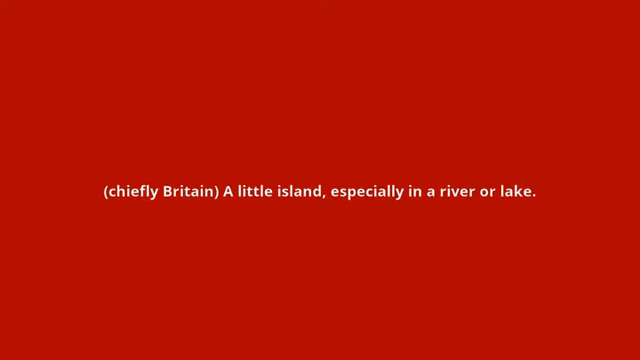 (chiefly Britain) A little island, especially in a river or lake.